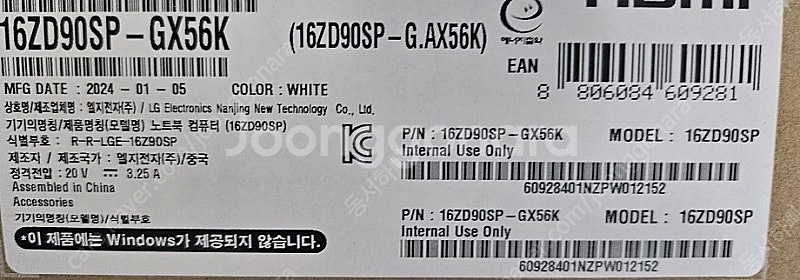 16ZD90SP-GX56K
(16ZD90SP-G.AX56K)
에너지절약
EAN
8 806084 609281
MFG DATE : 2024 - 01 - 05 COLOR : WHITE
상호명/제조업체명 : 엘지전자(주) / LG Electronics Nanjing New Technology Co., Ltd.
기기의명칭/제품명칭(모델명) 노트북 컴퓨터 (16ZD90SP)
식별부호 : R-R-LGE-16Z90SP
제조자 / 제조국가 : 엘지전자(주)/중국
정격전압 : 20 V ⎓ 3.25 A
Assembled in China
Accessories
기기의명칭(모델명)/식별부호
*이 제품에는 Windows가 제공되지 않습니다.
P/N : 16ZD90SP-GX56K MODEL : 16ZD90SP
Internal Use Only
60928401NZPW012152
P/N : 16ZD90SP-GX56K MODEL : 16ZD90SP
Internal Use Only
60928401NZPW012152
Joongna